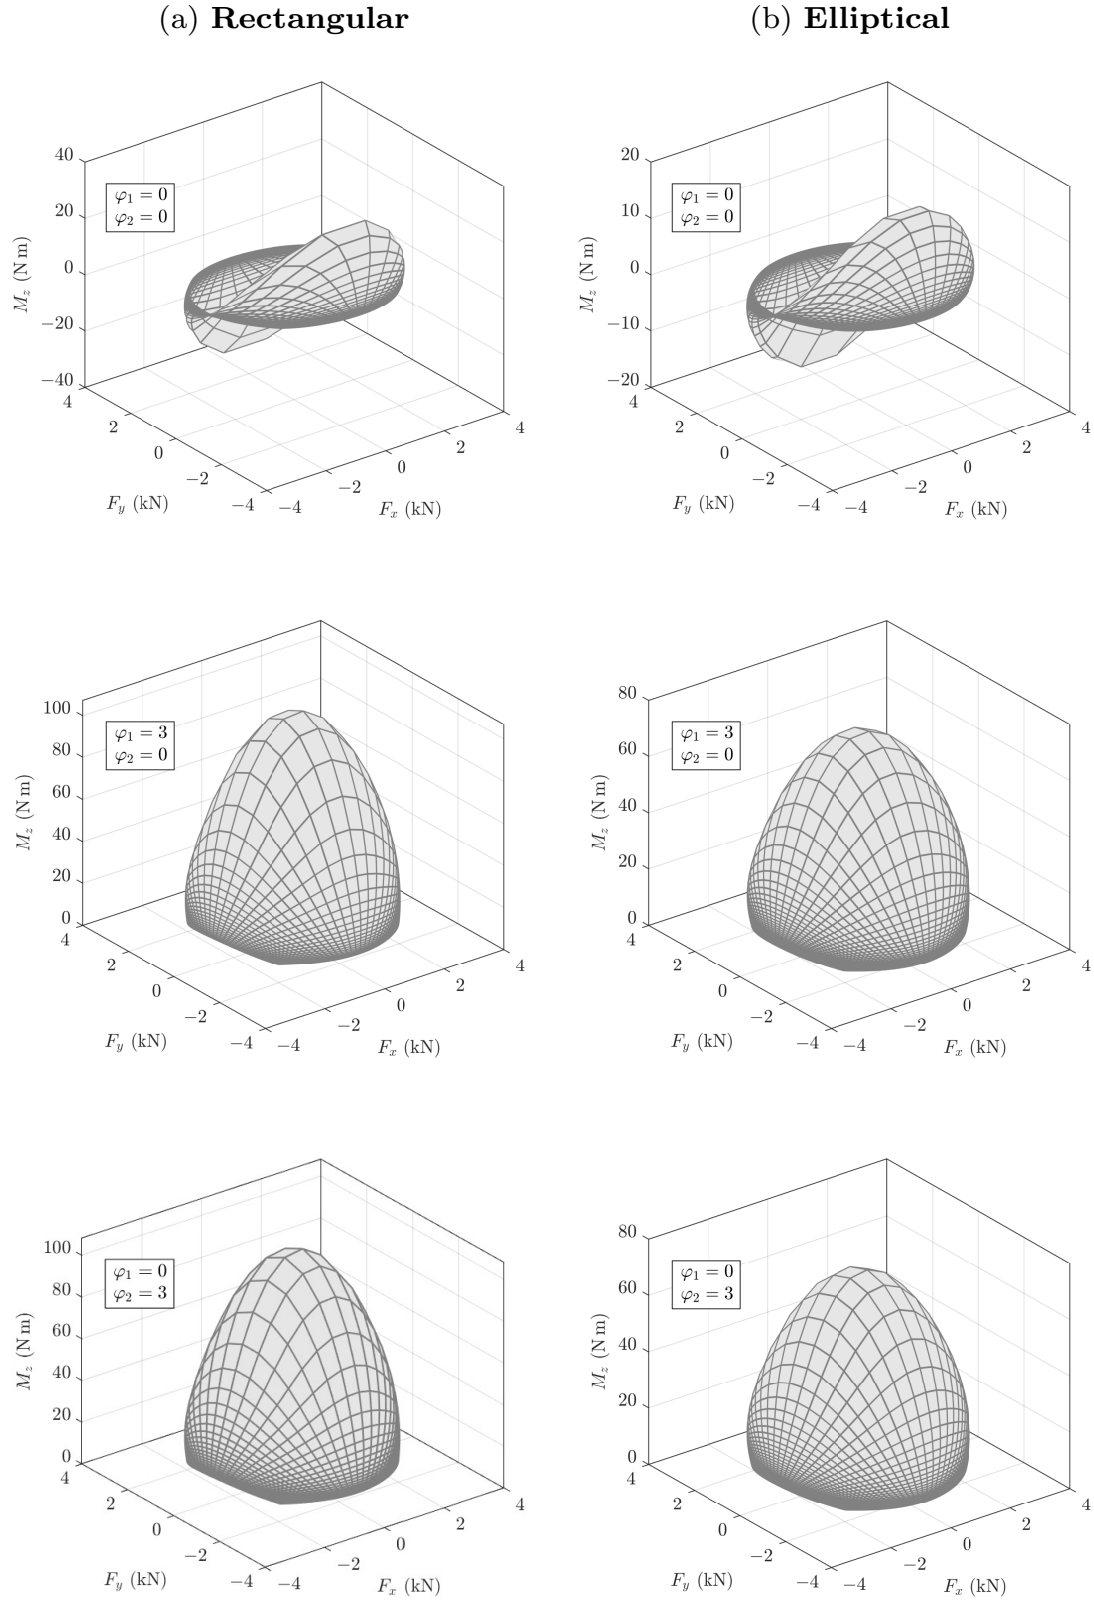 (a) Rectangular
(b) Elliptical
40
20
0
−20
−40
M_z (N m)
φ₁ = 0
φ₂ = 0
4
2
0
−2
−4
F_y (kN)
−4
−2
0
2
4
F_x (kN)
20
10
0
−10
−20
M_z (N m)
φ₁ = 0
φ₂ = 0
4
2
0
−2
−4
F_y (kN)
−4
−2
0
2
4
F_x (kN)
100
80
60
40
20
0
M_z (N m)
φ₁ = 3
φ₂ = 0
4
2
0
−2
−4
F_y (kN)
−4
−2
0
2
4
F_x (kN)
80
60
40
20
0
M_z (N m)
φ₁ = 3
φ₂ = 0
4
2
0
−2
−4
F_y (kN)
−4
−2
0
2
4
F_x (kN)
100
80
60
40
20
0
M_z (N m)
φ₁ = 0
φ₂ = 3
4
2
0
−2
−4
F_y (kN)
−4
−2
0
2
4
F_x (kN)
80
60
40
20
0
M_z (N m)
φ₁ = 0
φ₂ = 3
4
2
0
−2
−4
F_y (kN)
−4
−2
0
2
4
F_x (kN)